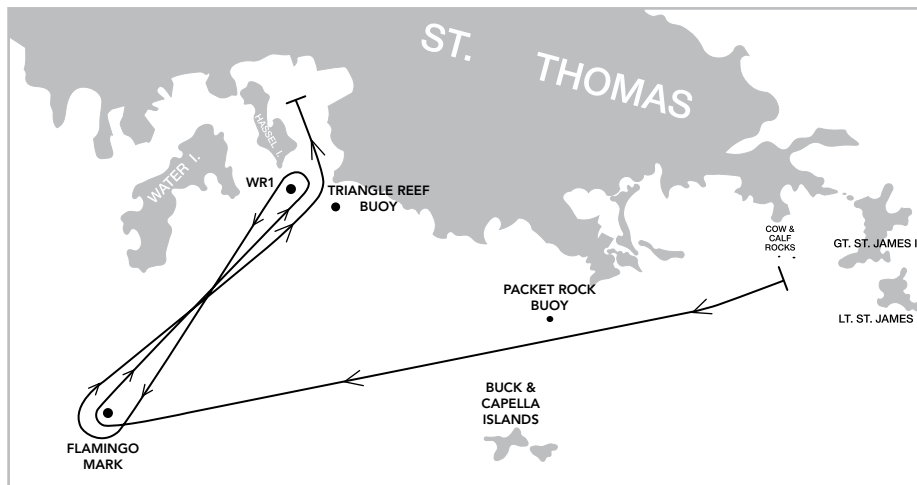 ST. THOMAS
HASSEL I.
WATER I.
WR1
TRIANGLE REEF
BUOY
COW &
CALF
ROCKS
GT. ST. JAMES I
PACKET ROCK
BUOY
LT. ST. JAMES
BUCK &
CAPELLA
ISLANDS
FLAMINGO
MARK